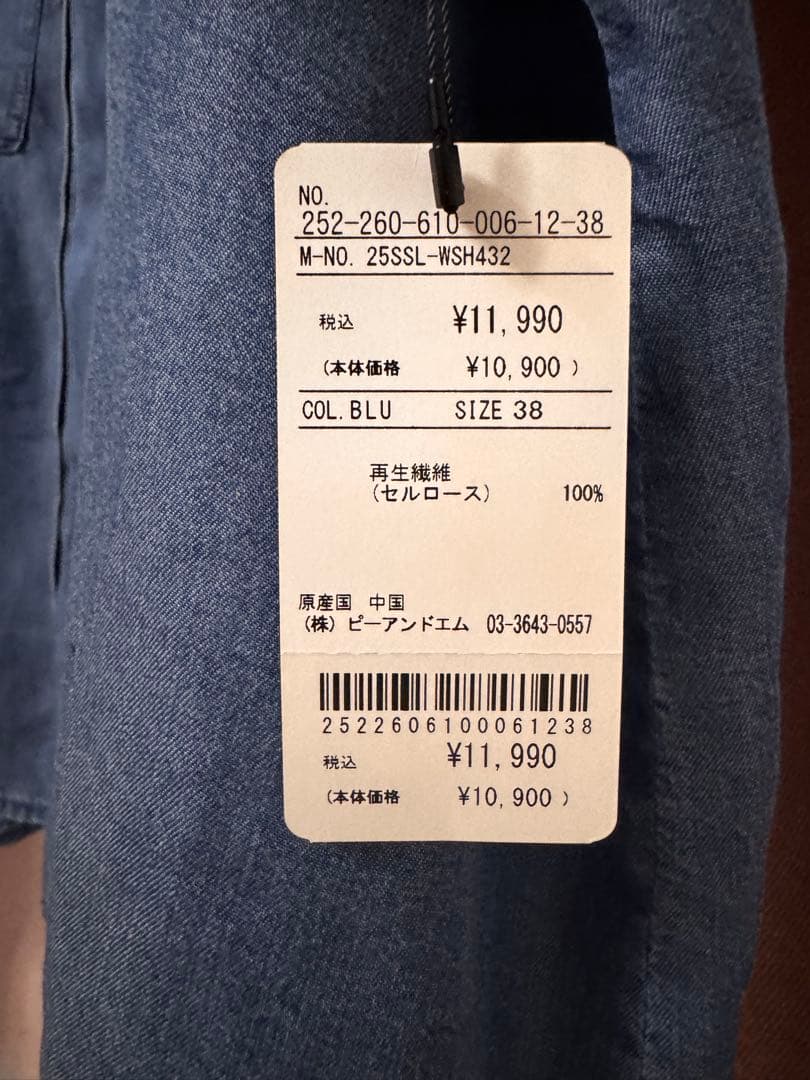 NO.
252-260-610-006-12-38
M-NO. 25SSL-WSH432
税込 ¥11,990
(本体価格 ¥10,900 )
COL.BLU SIZE 38
再生繊維
(セルロース) 100%
原産国 中国
(株) ピーアンドエム 03-3643-0557
2522606100061238
税込 ¥11,990
(本体価格 ¥10,900 )